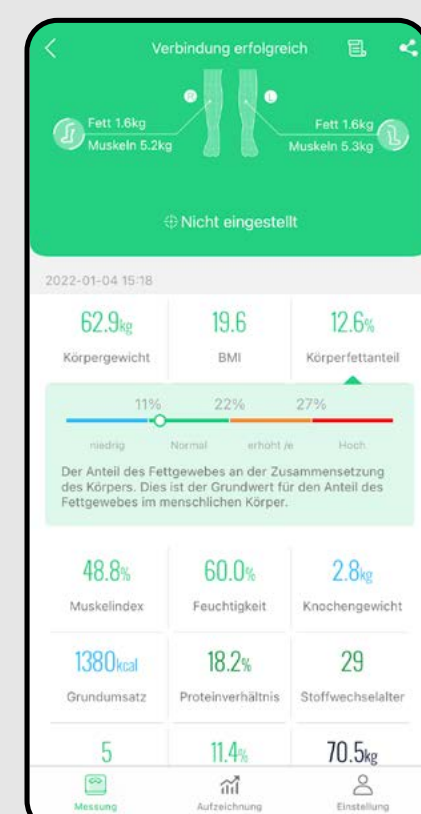 Verbindung erfolgreich
R L
Fett 1.6kg
Muskeln 5.2kg
Fett 1.6kg
Muskeln 5.3kg
Nicht eingestellt
2022-01-04 15:18
62.9kg 19.6 12.6%
Körpergewicht BMI Körperfettanteil
11% 22% 27%
niedrig Normal erhöht /e Hoch
Der Anteil des Fettgewebes an der Zusammensetzung
des Körpers. Dies ist der Grundwert für den Anteil des
Fettgewebes im menschlichen Körper.
48.8% 60.0% 2.8kg
Muskelindex Feuchtigkeit Knochengewicht
1380kcal 18.2% 29
Grundumsatz Proteinverhältnis Stoffwechselalter
5 11.4% 70.5kg
Messung Aufzeichnung Einstellung